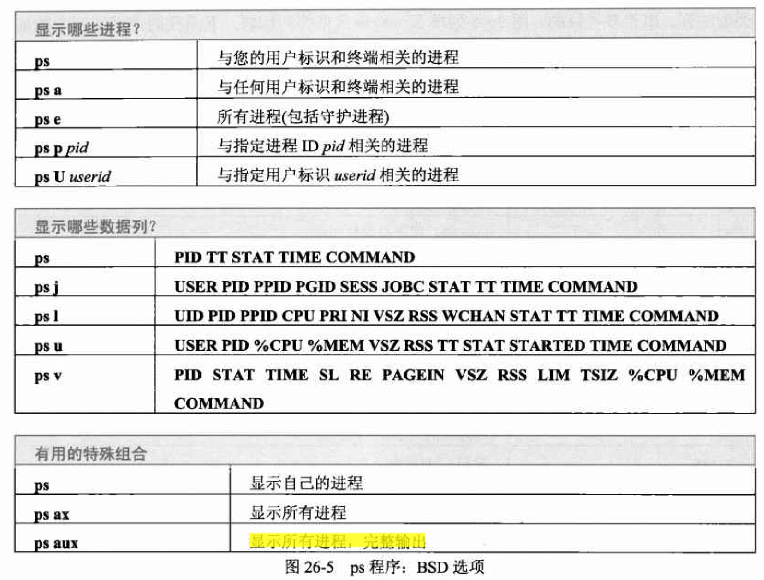 显示哪些进程？
ps 与您的用户标识和终端相关的进程
ps a 与任何用户标识和终端相关的进程
ps e 所有进程(包括守护进程)
ps p pid 与指定进程 ID pid 相关的进程
ps U userid 与指定用户标识 userid 相关的进程
显示哪些数据列？
ps PID TT STAT TIME COMMAND
ps j USER PID PPID PGID SESS JOBC STAT TT TIME COMMAND
ps l UID PID PPID CPU PRI NI VSZ RSS WCHAN STAT TT TIME COMMAND
ps u USER PID %CPU %MEM VSZ RSS TT STAT STARTED TIME COMMAND
ps v PID STAT TIME SL RE PAGEIN VSZ RSS LIM TSIZ %CPU %MEM
COMMAND
有用的特殊组合
ps 显示自己的进程
ps ax 显示所有进程
ps aux 显示所有进程，完整输出
图 26-5 ps 程序：BSD 选项